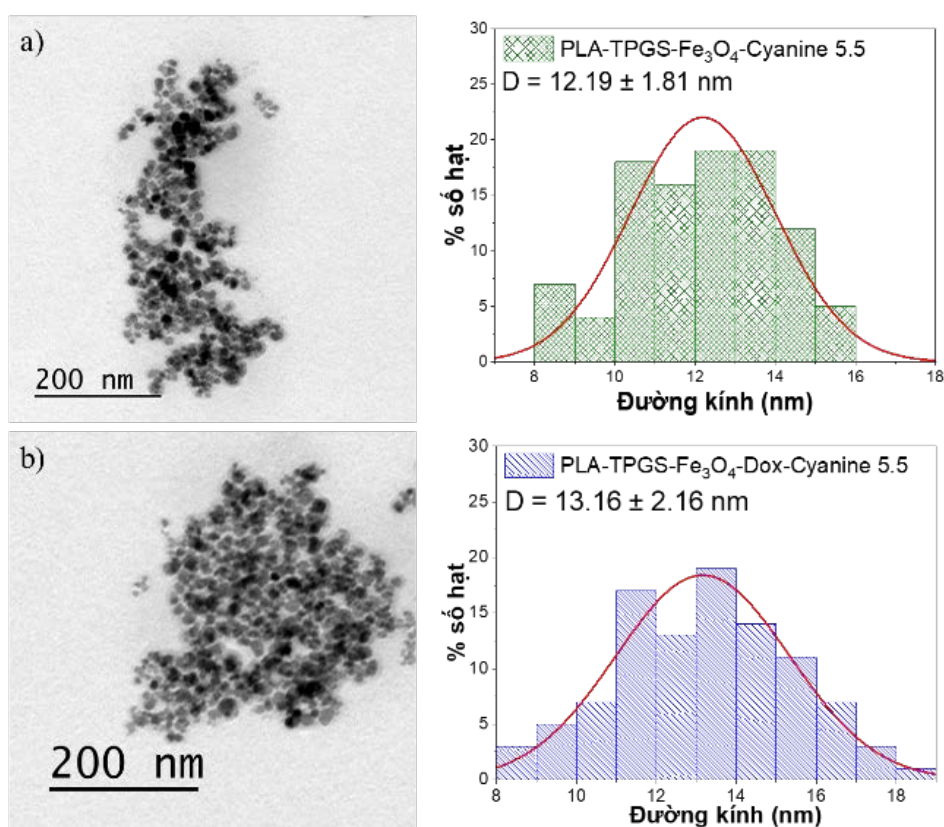 a)
200 nm
30
25
20
15
10
5
0
% số hạt
PLA-TPGS-Fe₃O₄-Cyanine 5.5
D = 12.19 ± 1.81 nm
8 10 12 14 16 18
Đường kính (nm)
b)
200 nm
30
25
20
15
10
5
0
% số hạt
PLA-TPGS-Fe₃O₄-Dox-Cyanine 5.5
D = 13.16 ± 2.16 nm
8 10 12 14 16 18
Đường kính (nm)